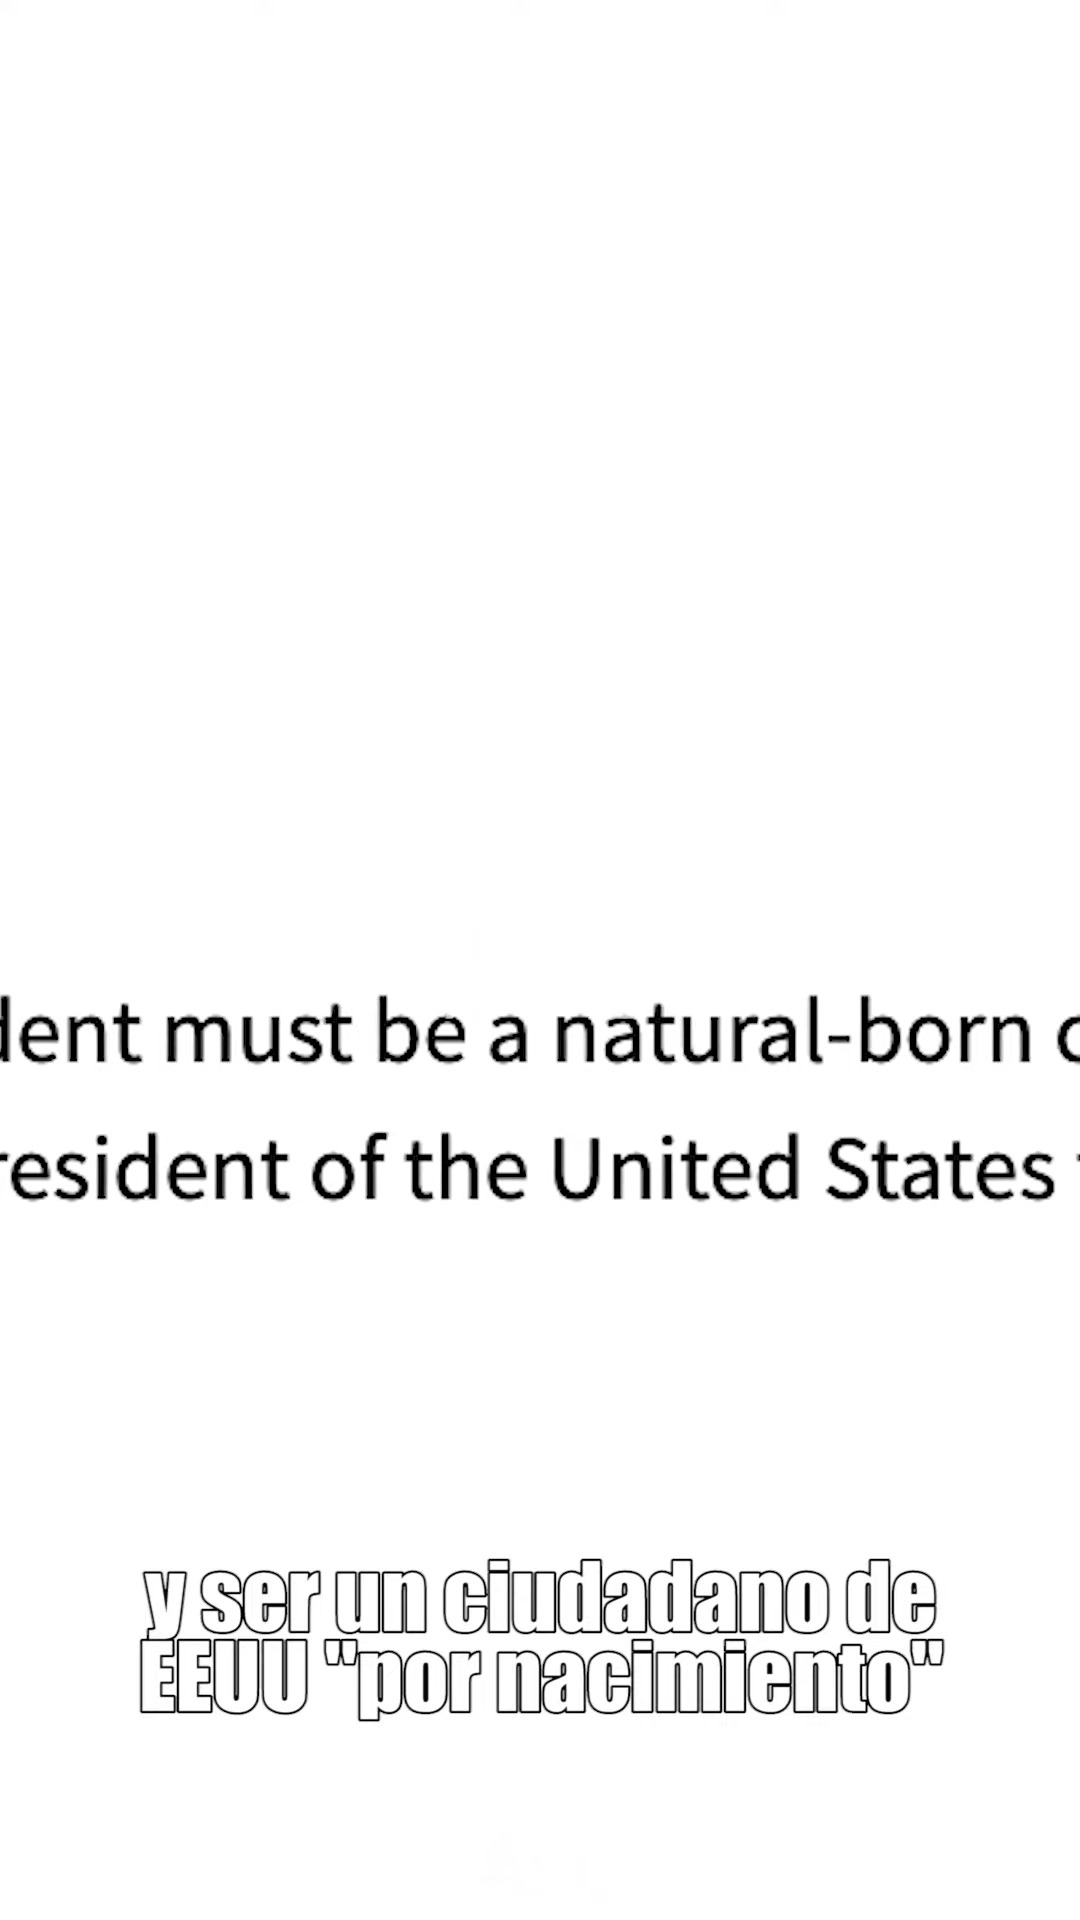 dent must be a natural-born
resident of the United States
y ser un ciudadano de
EEUU "por nacimiento"